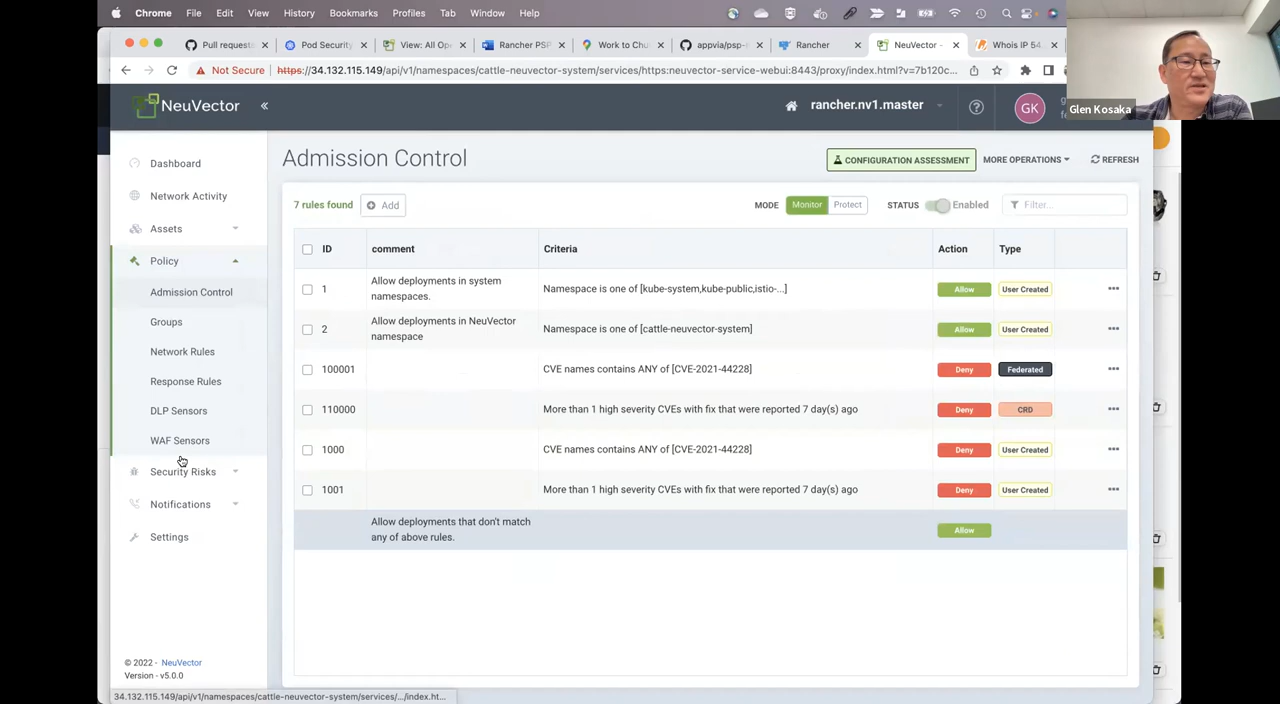 Chrome File Edit View History Bookmarks Profiles Tab Window Help
Pull request Pod Security View: All Op Rancher PSP Work to Chu appvia/psp- Rancher NeuVector - Whois IP 54.
Not Secure https://34.132.115.149/api/v1/namespaces/cattle-neuvector-system/services/https:neuvector-service-webui:8443/proxy/index.html?v=7b120c...
Glen Kosaka
NeuVector « rancher.nv1.master GK
Dashboard
Network Activity
Assets
Policy
Admission Control
Groups
Network Rules
Response Rules
DLP Sensors
WAF Sensors
Security Risks
Notifications
Settings
© 2022 - NeuVector
Version - v5.0.0
Admission Control CONFIGURATION ASSESSMENT MORE OPERATIONS REFRESH
7 rules found Add MODE Monitor Protect STATUS Enabled Filter...
ID comment Criteria Action Type
1 Allow deployments in system namespaces. Namespace is one of [kube-system,kube-public,istio-...] Allow User Created
2 Allow deployments in NeuVector namespace Namespace is one of [cattle-neuvector-system] Allow User Created
100001 CVE names contains ANY of [CVE-2021-44228] Deny Federated
110000 More than 1 high severity CVEs with fix that were reported 7 day(s) ago Deny CRD
1000 CVE names contains ANY of [CVE-2021-44228] Deny User Created
1001 More than 1 high severity CVEs with fix that were reported 7 day(s) ago Deny User Created
Allow deployments that don't match any of above rules. Allow
34.132.115.149/api/v1/namespaces/cattle-neuvector-system/services/.../index.ht...